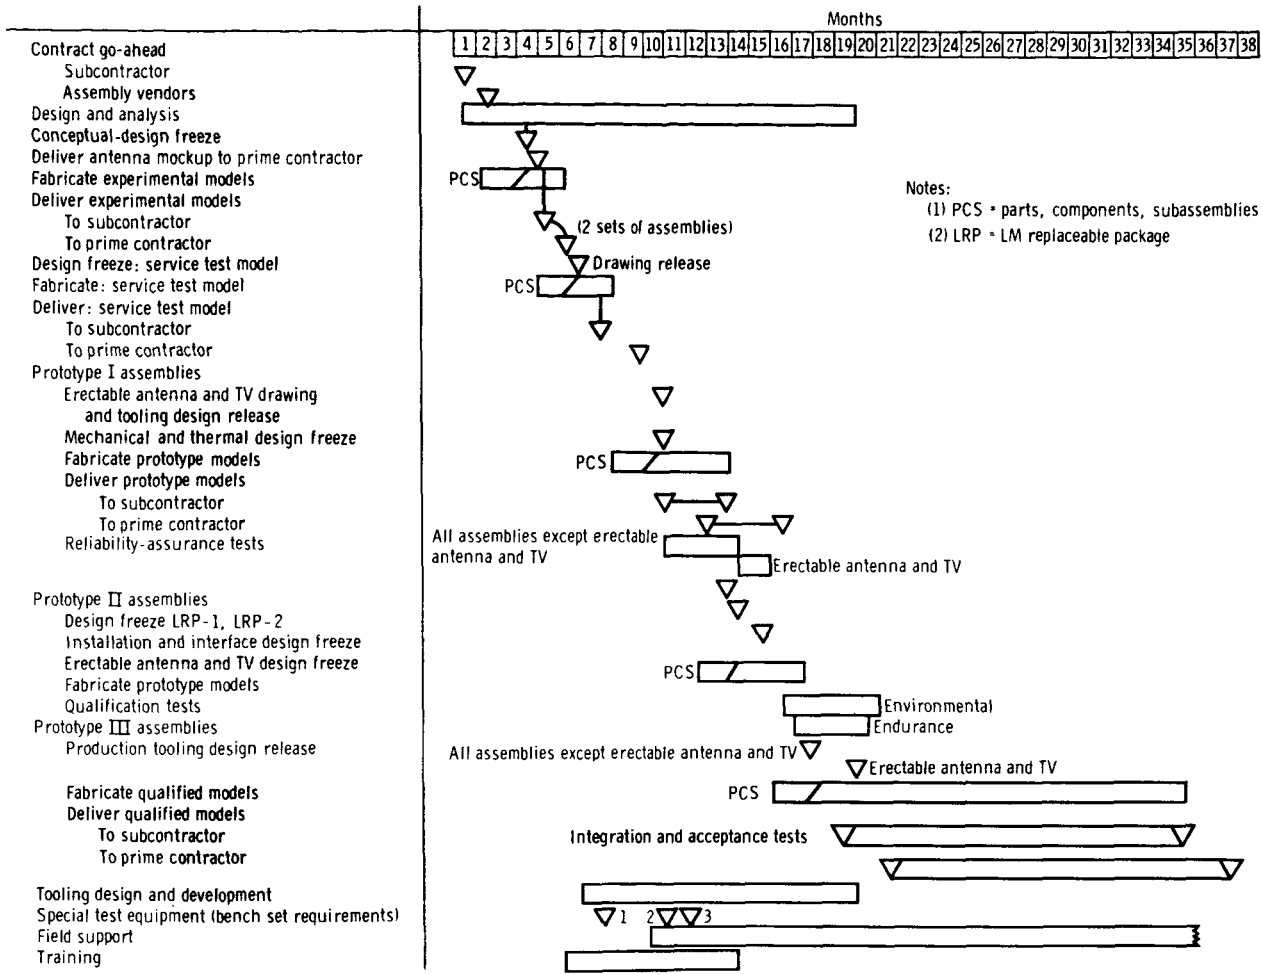 Months
1 2 3 4 5 6 7 8 9 10 11 12 13 14 15 16 17 18 19 20 21 22 23 24 25 26 27 28 29 30 31 32 33 34 35 36 37 38
Contract go-ahead
Subcontractor
Assembly vendors
Design and analysis
Conceptual-design freeze
Deliver antenna mockup to prime contractor
Fabricate experimental models
PCS
Deliver experimental models
To subcontractor
(2 sets of assemblies)
To prime contractor
Design freeze: service test model
Drawing release
Fabricate: service test model
PCS
Deliver: service test model
To subcontractor
To prime contractor
Notes:
(1) PCS = parts, components, subassemblies
(2) LRP = LM replaceable package
Prototype I assemblies
Erectable antenna and TV drawing
and tooling design release
Mechanical and thermal design freeze
Fabricate prototype models
PCS
Deliver prototype models
To subcontractor
To prime contractor
Reliability-assurance tests
All assemblies except erectable
antenna and TV
Erectable antenna and TV
Prototype II assemblies
Design freeze LRP-1, LRP-2
Installation and interface design freeze
Erectable antenna and TV design freeze
Fabricate prototype models
PCS
Qualification tests
Environmental
Endurance
Prototype III assemblies
Production tooling design release
All assemblies except erectable antenna and TV
Erectable antenna and TV
Fabricate qualified models
PCS
Deliver qualified models
To subcontractor
Integration and acceptance tests
To prime contractor
Tooling design and development
Special test equipment (bench set requirements)
1 2 3
Field support
Training